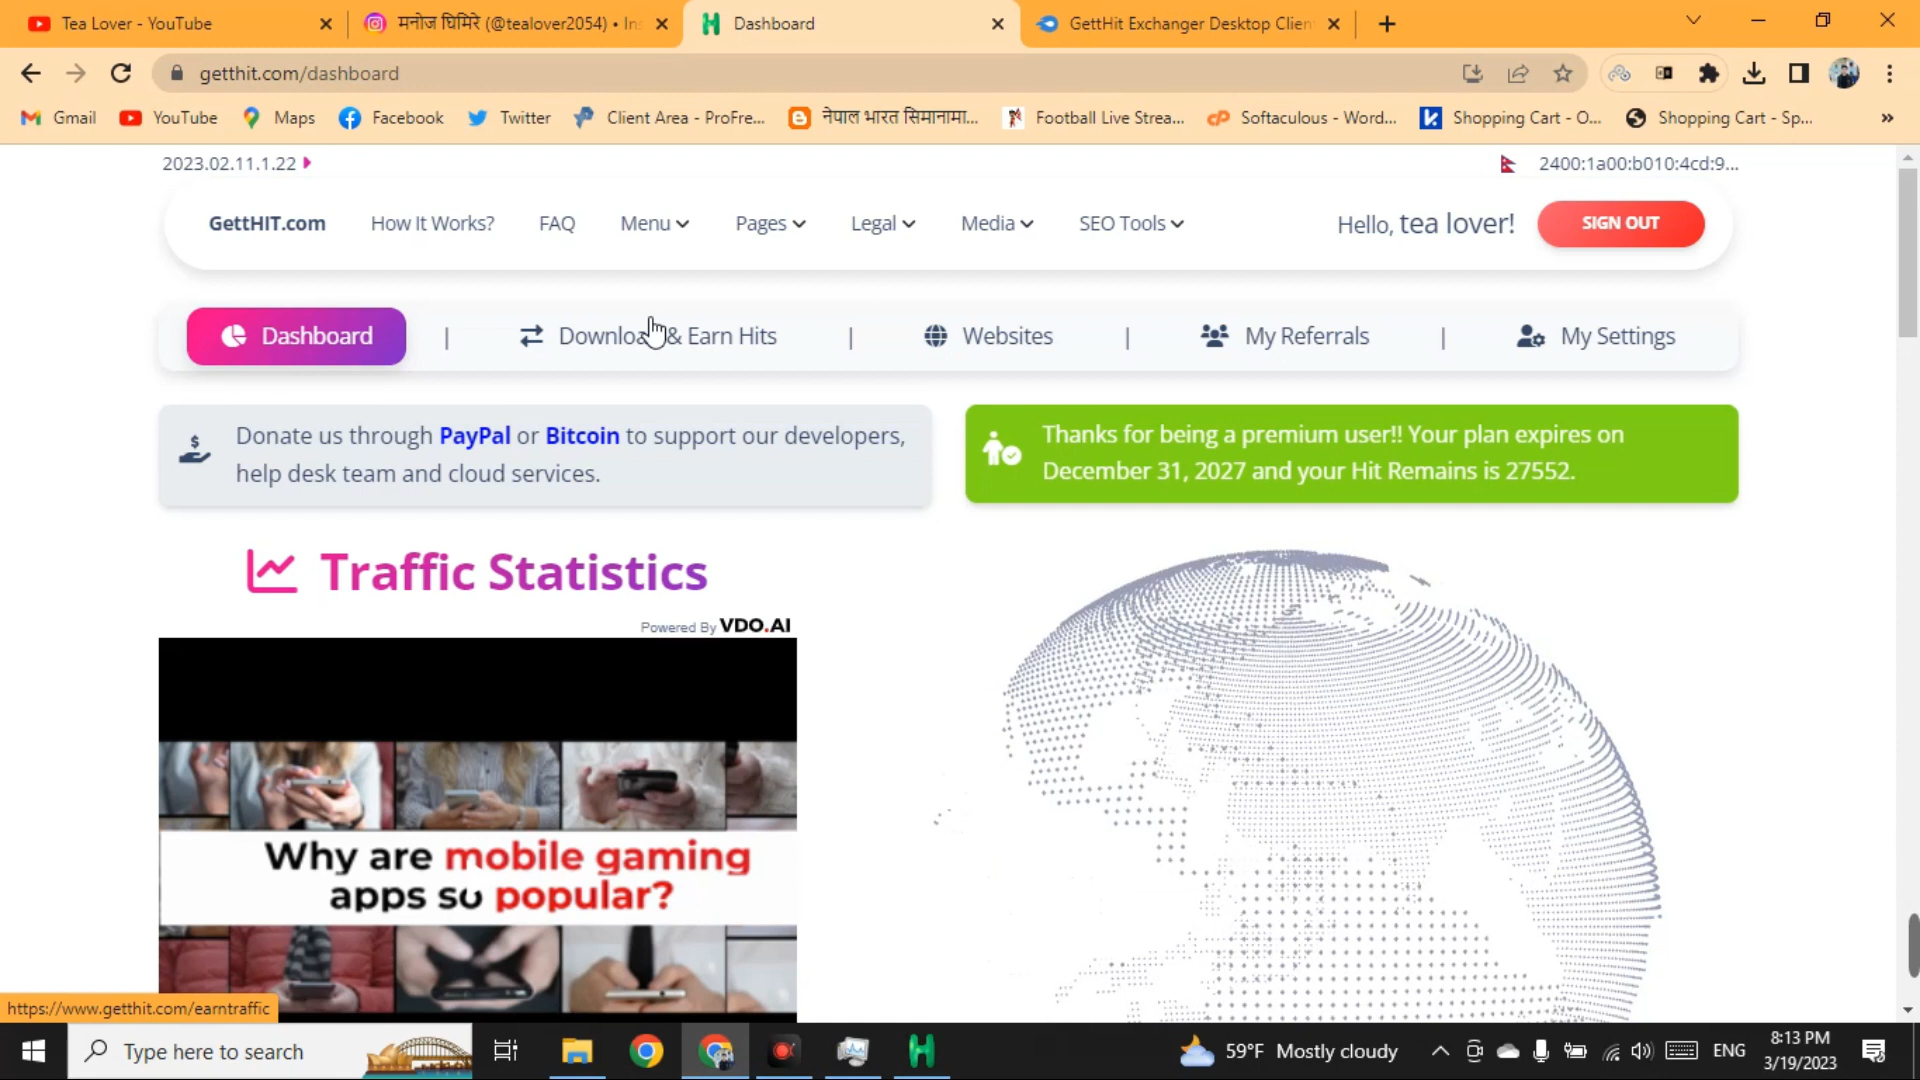 Tea Lover - YouTube
मनोज घिमिरे (@tealover2054) • Ins
Dashboard
GettHit Exchanger Desktop Clien
getthit.com/dashboard
Gmail
YouTube
Maps
Facebook
Twitter
Client Area - ProFre...
नेपाल भारत सिमानामा...
Football Live Strea...
Softaculous - Word...
Shopping Cart - O...
Shopping Cart - Sp...
2023.02.11.1.22
2400:1a00:b010:4cd:9...
GettHIT.com
How It Works?
FAQ
Menu
Pages
Legal
Media
SEO Tools
Hello, tea lover!
SIGN OUT
Dashboard
|
Download & Earn Hits
|
Websites
|
My Referrals
|
My Settings
Donate us through PayPal or Bitcoin to support our developers,
help desk team and cloud services.
Thanks for being a premium user!! Your plan expires on
December 31, 2027 and your Hit Remains is 27552.
Traffic Statistics
Powered By VDO.AI
Why are mobile gaming
apps so popular?
https://www.getthit.com/earntraffic
Type here to search
59°F Mostly cloudy
ENG
8:13 PM
3/19/2023